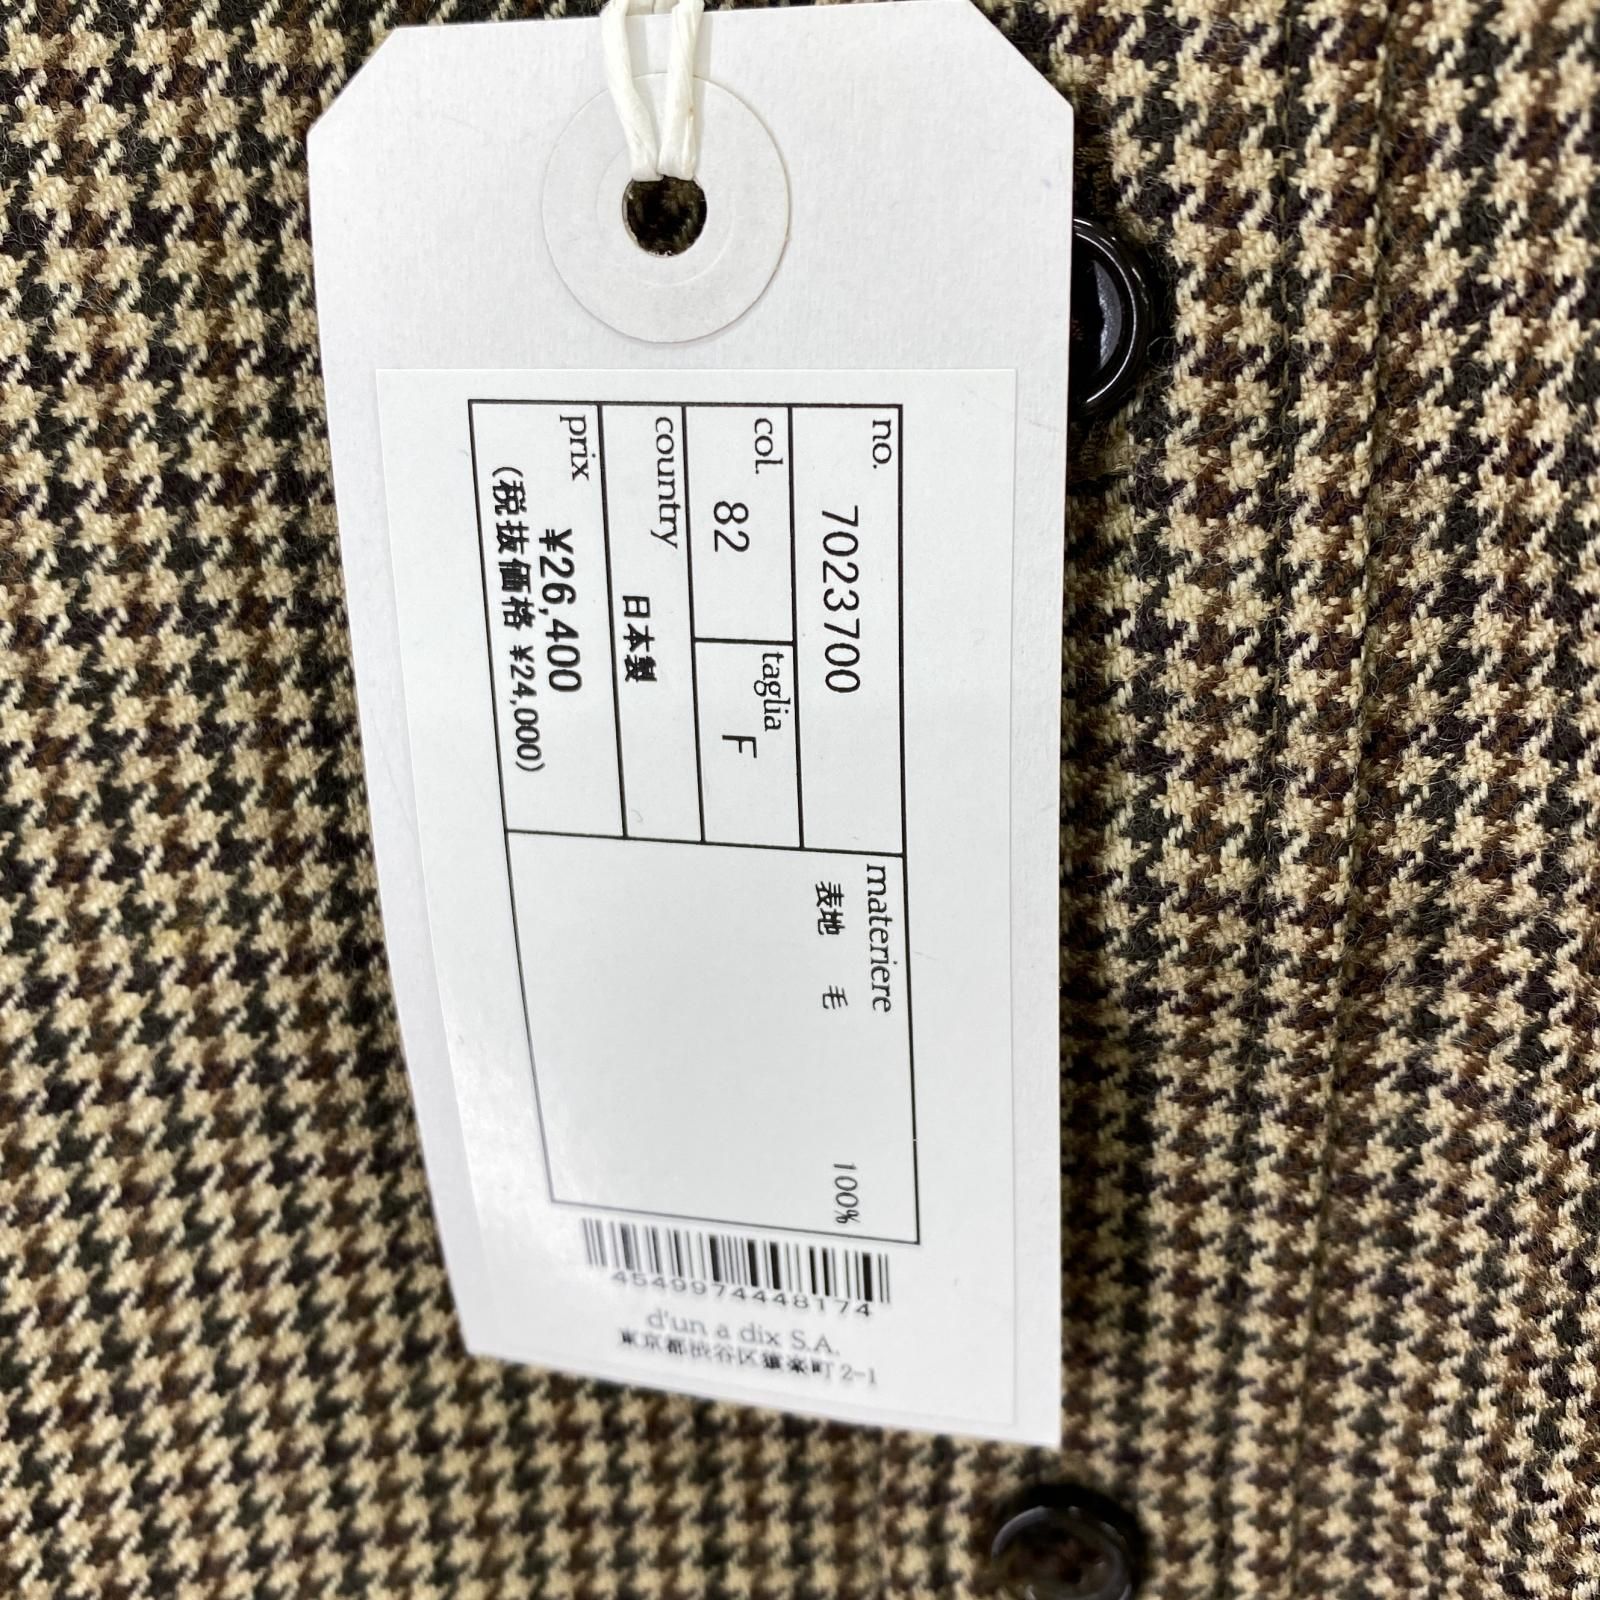 no.
7023700
col.
82
taglia
F
country
日本製
prix
¥26,400
(税抜価格 ¥24,000)
materiere
表地 毛 100%
4549974448174
d'un a dix S.A.
東京都渋谷区猿楽町2-1